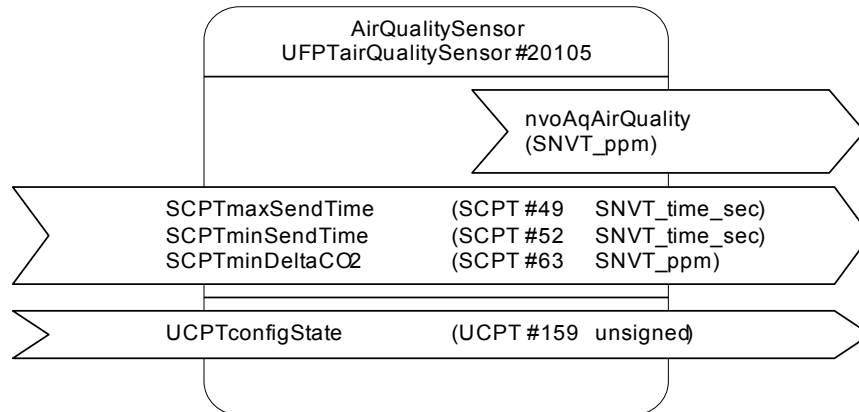 AirQualitySensor
UFPTairQualitySensor #20105
nvoAqAirQuality
(SNVT_ppm)
SCPTmaxSendTime (SCPT #49 SNVT_time_sec)
SCPTminSendTime (SCPT #52 SNVT_time_sec)
SCPTminDeltaCO2 (SCPT #63 SNVT_ppm)
UCPTconfigState (UCPT #159 unsigned)